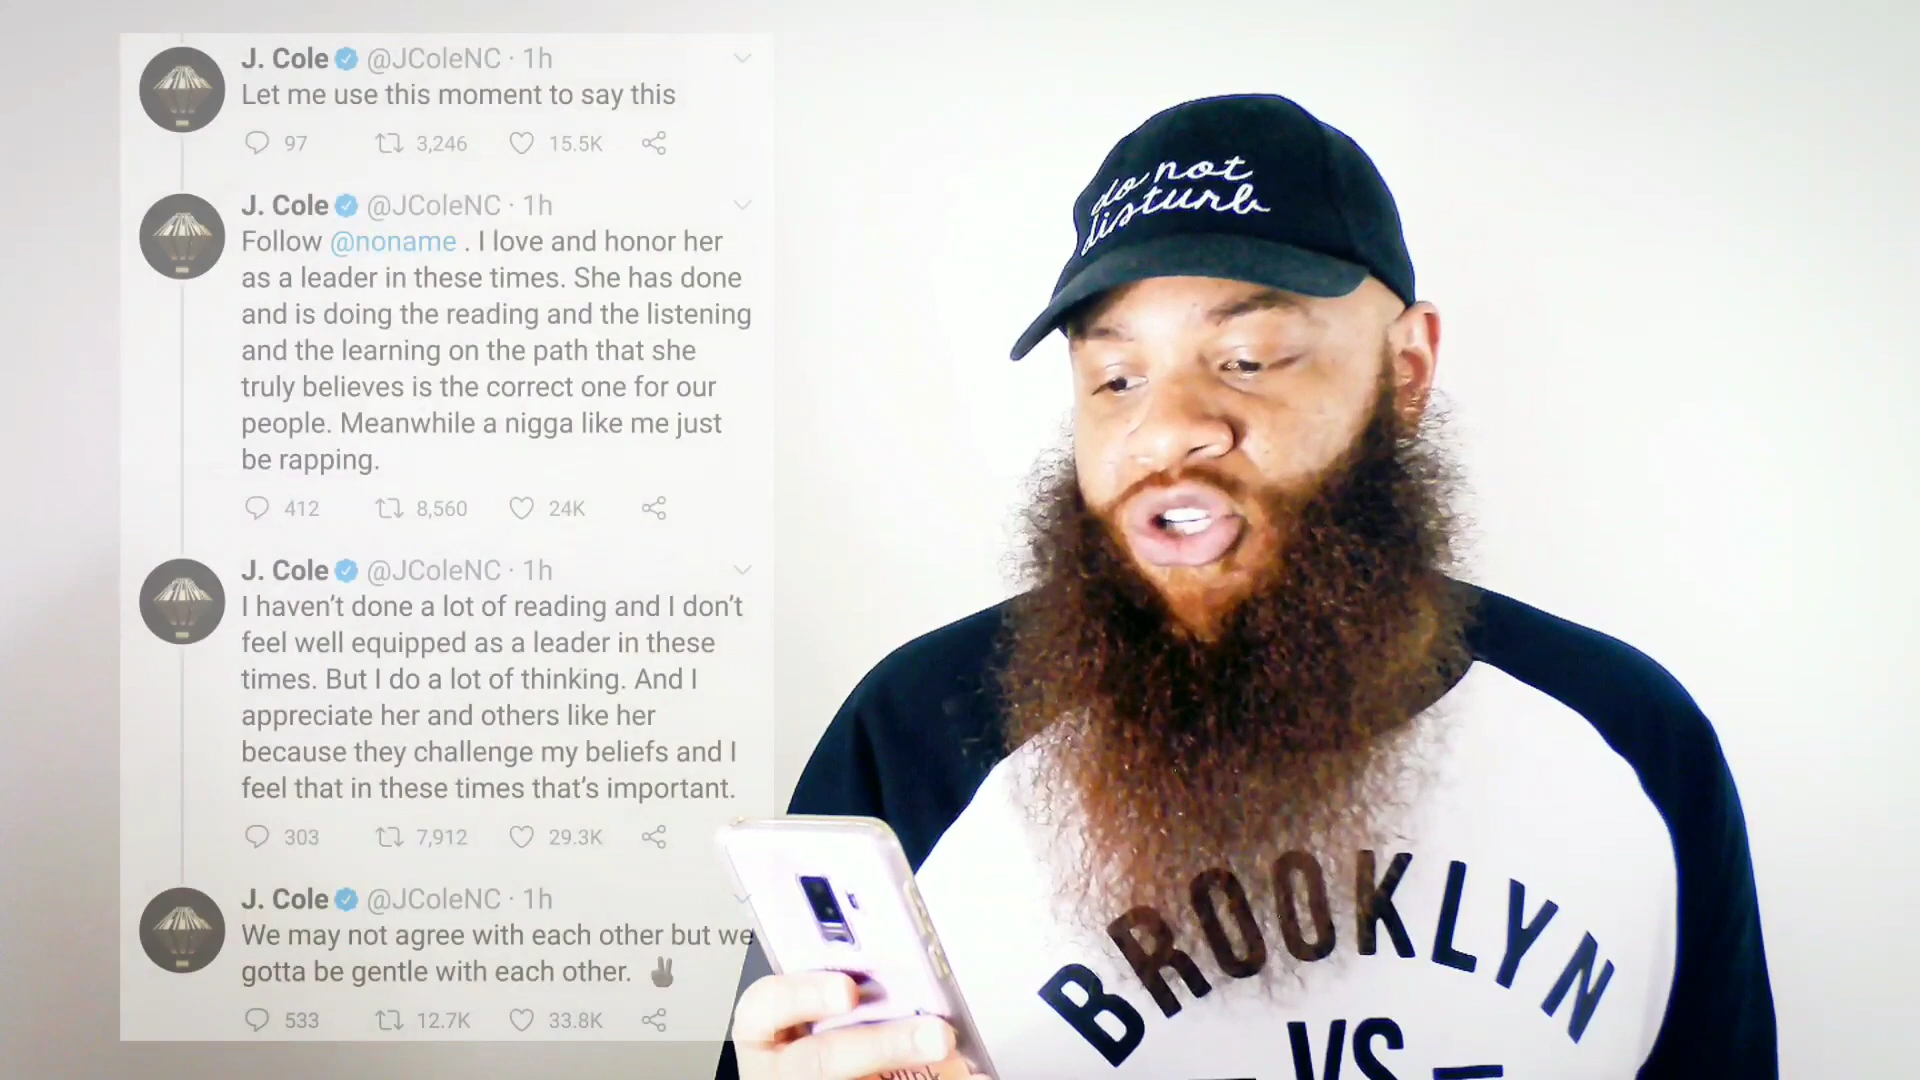 J. Cole @JColeNC · 1h
Let me use this moment to say this
97 3,246 15.5K
J. Cole @JColeNC · 1h
Follow @noname . I love and honor her
as a leader in these times. She has done
and is doing the reading and the listening
and the learning on the path that she
truly believes is the correct one for our
people. Meanwhile a nigga like me just
be rapping.
412 8,560 24K
J. Cole @JColeNC · 1h
I haven't done a lot of reading and I don't
feel well equipped as a leader in these
times. But I do a lot of thinking. And I
appreciate her and others like her
because they challenge my beliefs and I
feel that in these times that's important.
303 7,912 29.3K
J. Cole @JColeNC · 1h
We may not agree with each other but we
gotta be gentle with each other. ✌
533 12.7K 33.8K
do not
disturb
BROOKLYN
VS